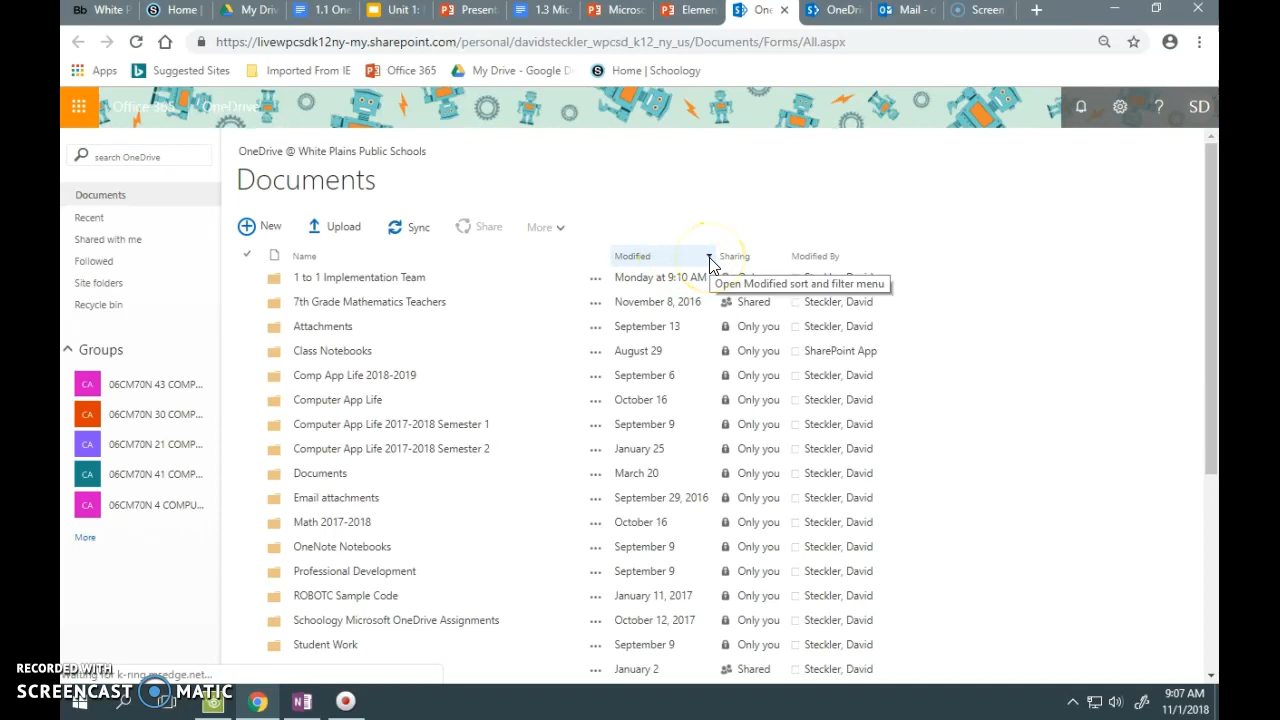 Bb White P
Home |
My Driv
1.1 One
Unit 1:
Present
1.3 Mic
Micros
Elemen
One
OneDri
Mail - d
Screen
https://livewpcsdk12ny-my.sharepoint.com/personal/davidsteckler_wpcsd_k12_ny_us/Documents/Forms/All.aspx
Apps Suggested Sites Imported From IE Office 365 My Drive - Google D Home | Schoology
Office 365 OneDrive SD
search OneDrive
Documents
Recent
Shared with me
Followed
Site folders
Recycle bin
Groups
CA 06CM70N 43 COMP...
CA 06CM70N 30 COMP...
CA 06CM70N 21 COMP...
CA 06CM70N 41 COMP...
CA 06CM70N 4 COMPU...
More
OneDrive @ White Plains Public Schools
Documents
New Upload Sync Share More
Name Modified Sharing Modified By
1 to 1 Implementation Team ... Monday at 9:10 AM Steckler, David
Open Modified sort and filter menu
7th Grade Mathematics Teachers ... November 8, 2016 Shared Steckler, David
Attachments ... September 13 Only you Steckler, David
Class Notebooks ... August 29 Only you SharePoint App
Comp App Life 2018-2019 ... September 6 Only you Steckler, David
Computer App Life ... October 16 Only you Steckler, David
Computer App Life 2017-2018 Semester 1 ... September 9 Only you Steckler, David
Computer App Life 2017-2018 Semester 2 ... January 25 Only you Steckler, David
Documents ... March 20 Only you Steckler, David
Email attachments ... September 29, 2016 Only you Steckler, David
Math 2017-2018 ... October 16 Only you Steckler, David
OneNote Notebooks ... September 9 Only you Steckler, David
Professional Development ... September 9 Only you Steckler, David
ROBOTC Sample Code ... January 11, 2017 Only you Steckler, David
Schoology Microsoft OneDrive Assignments ... October 12, 2017 Only you Steckler, David
Student Work ... September 9 Only you Steckler, David
... January 2 Shared Steckler, David
RECORDED WITH
SCREENCAST MATIC
9:07 AM
11/1/2018